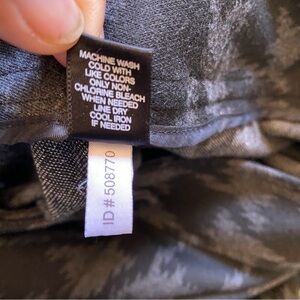 MACHINE WASH
COLD WITH
LIKE COLORS
ONLY NON-
CHLORINE BLEACH
WHEN NEEDED
LINE DRY
COOL IRON
IF NEEDED
ID # 508770